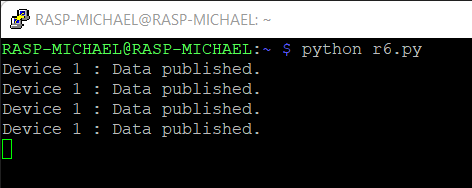 RASP-MICHAEL@RASP-MICHAEL: ~
RASP-MICHAEL@RASP-MICHAEL:~ $ python r6.py
Device 1 : Data published.
Device 1 : Data published.
Device 1 : Data published.
Device 1 : Data published.